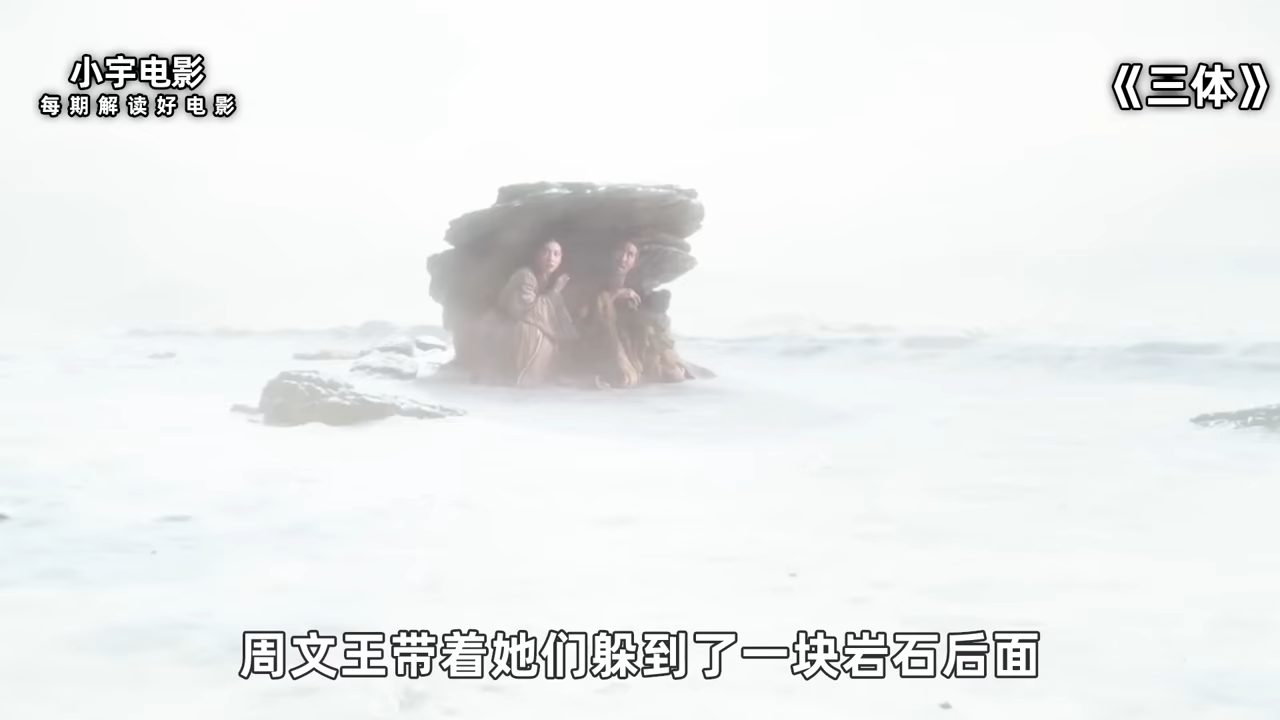 小宇电影
每期解读好电影
《三体》
周文王带着她们躲到了一块岩石后面